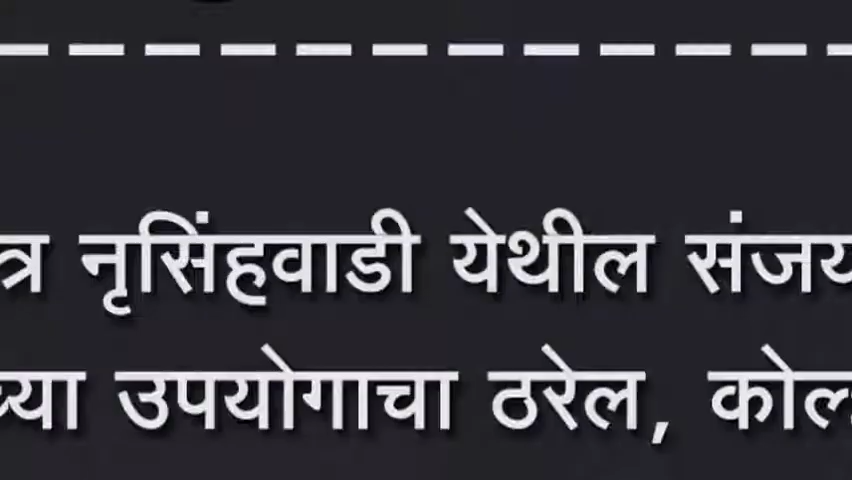 त्र नृसिंहवाडी येथील संजय
च्या उपयोगाचा ठरेल, कोल